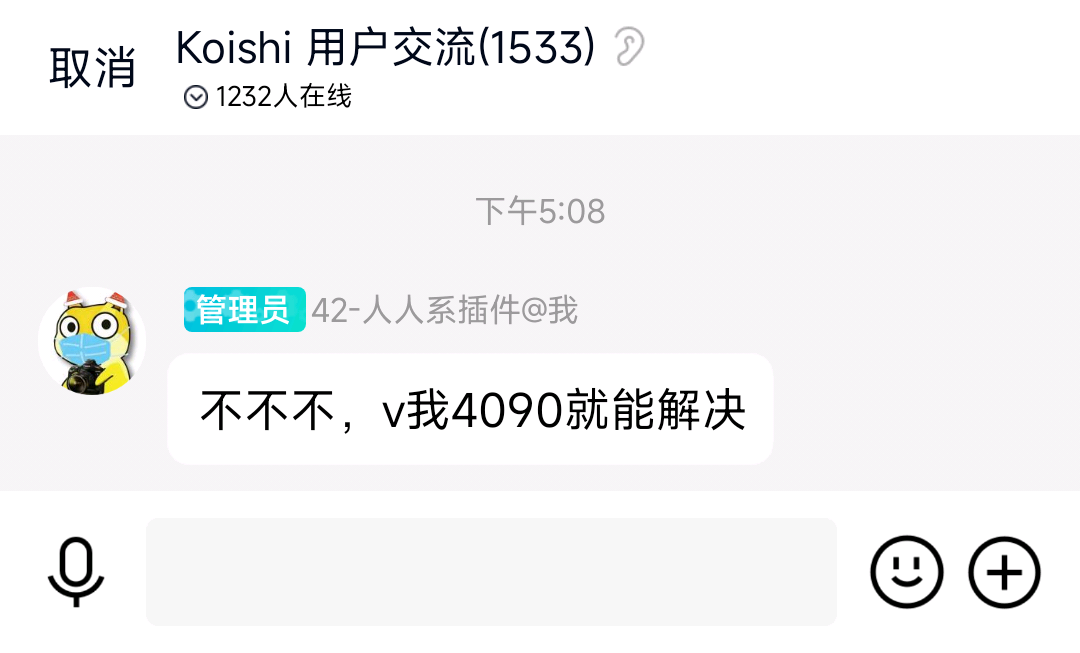 取消
Koishi 用户交流(1533)
1232人在线
下午5:08
管理员 42-人人系插件@我
不不不，v我4090就能解决